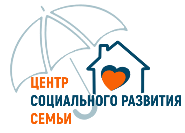 ЦЕНТР
СОЦИАЛЬНОГО РАЗВИТИЯ
СЕМЬИ